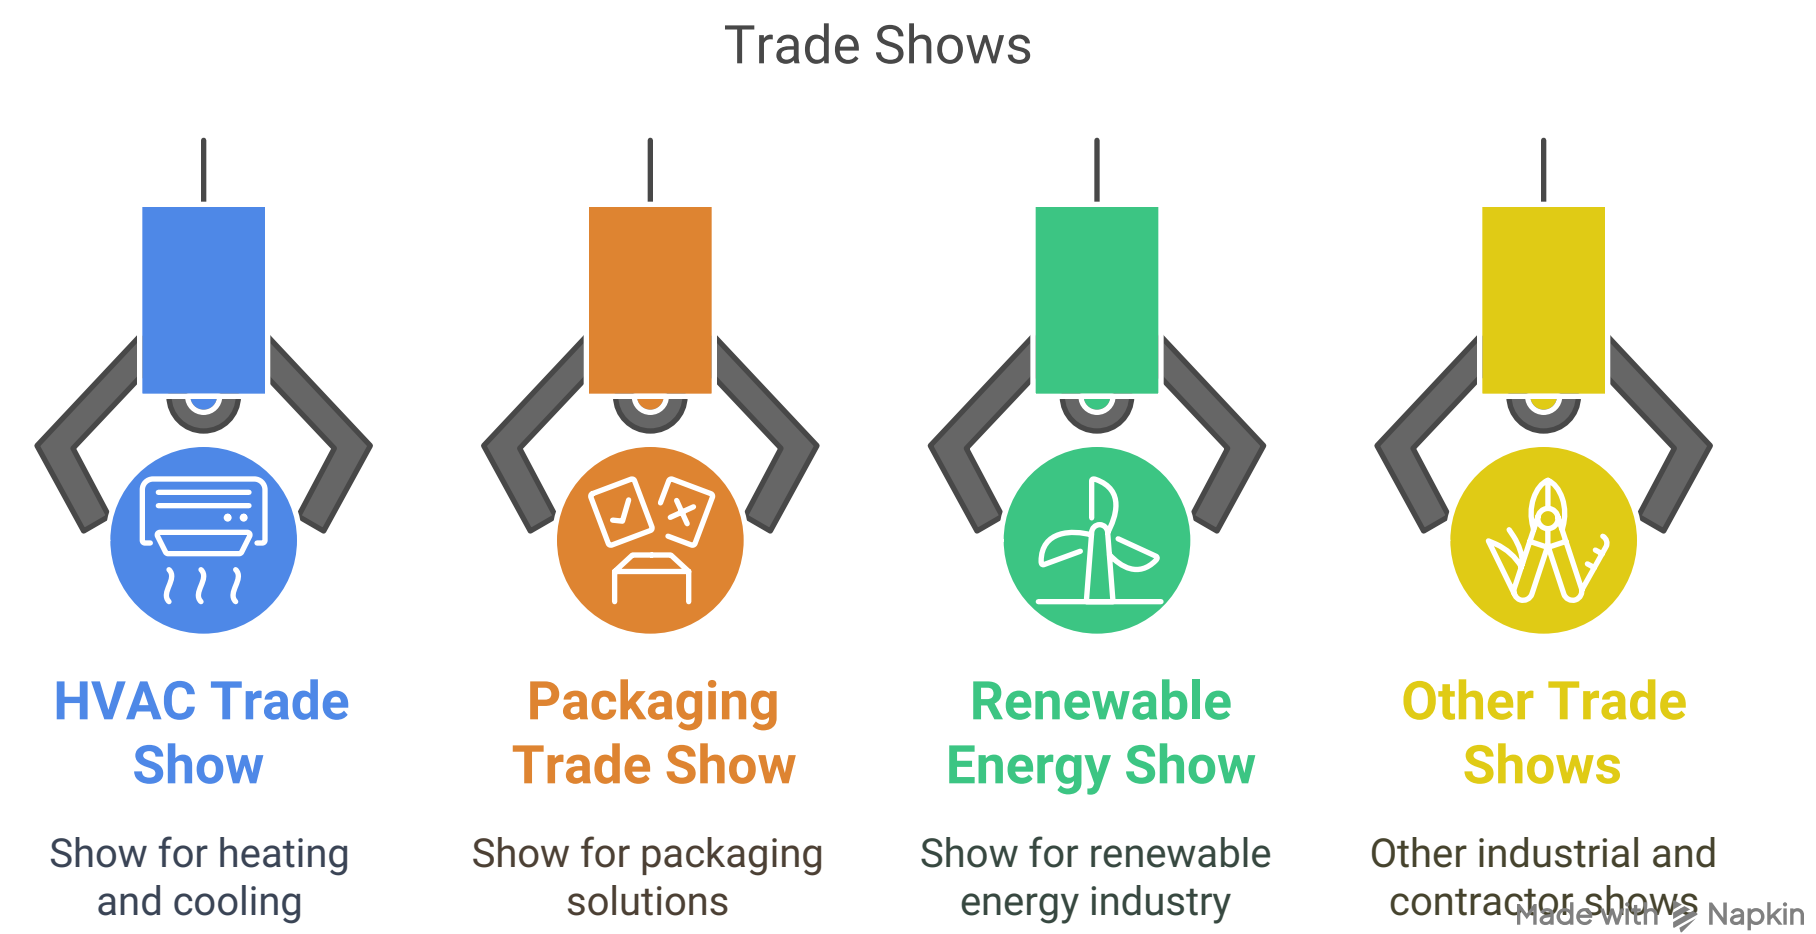 Trade Shows
HVAC Trade
Show
Show for heating
and cooling
Packaging
Trade Show
Show for packaging
solutions
Renewable
Energy Show
Show for renewable
energy industry
Other Trade
Shows
Other industrial and
contractor shows
Made with Napkin